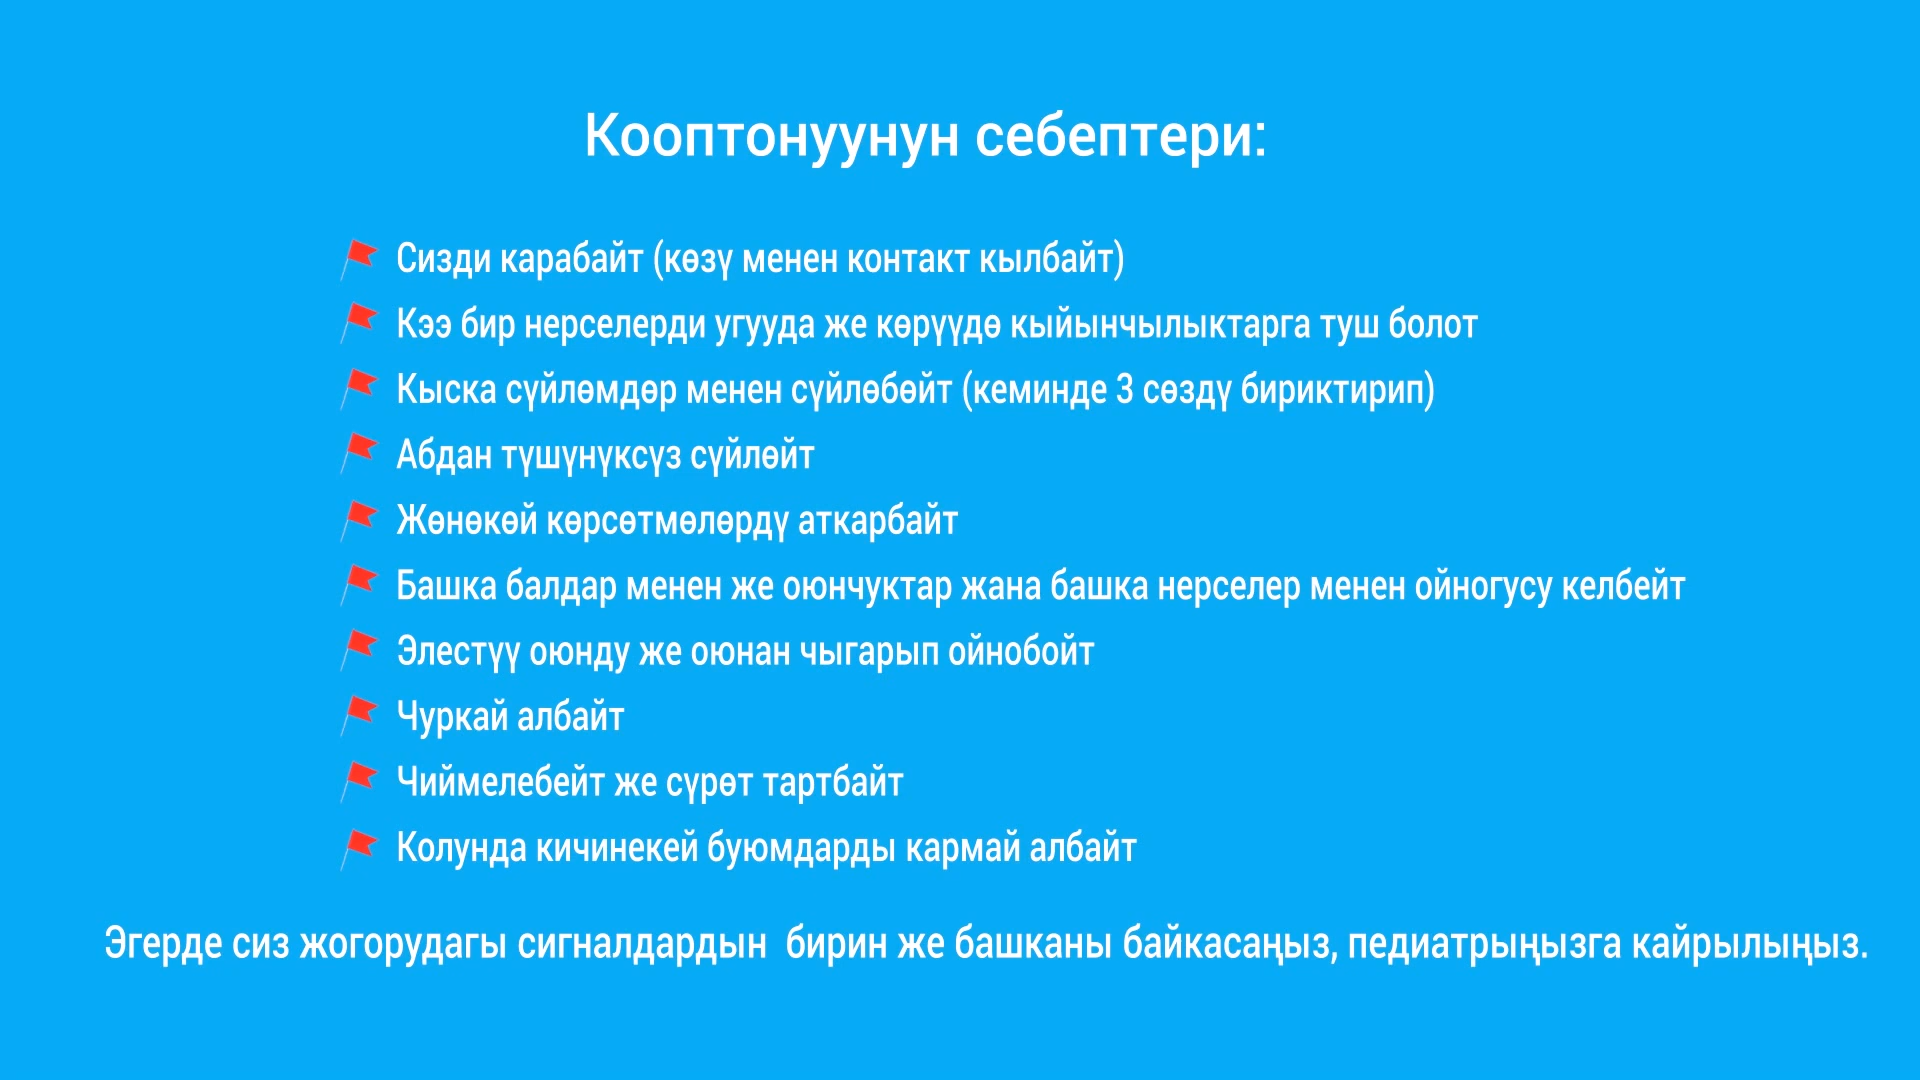 Кооптонуунун себептери:
Сизди карабайт (көзү менен контакт кылбайт)
Кээ бир нерселерди угууда же көрүүдө кыйынчылыктарга туш болот
Кыска сүйлөмдөр менен сүйлөбөйт (кеминде 3 сөздү бириктирип)
Абдан түшүнүксүз сүйлөйт
Жөнөкөй көрсөтмөлөрдү аткарбайт
Башка балдар менен же оюнчуктар жана башка нерселер менен ойногусу келбейт
Элестүү оюнду же оюнан чыгарып ойнобойт
Чуркай албайт
Чиймелебейт же сүрөт тартбайт
Колунда кичинекей буюмдарды кармай албайт
Эгерде сиз жогорудагы сигналдардын  бирин же башканы байкасаңыз, педиатрыңызга кайрылыңыз.